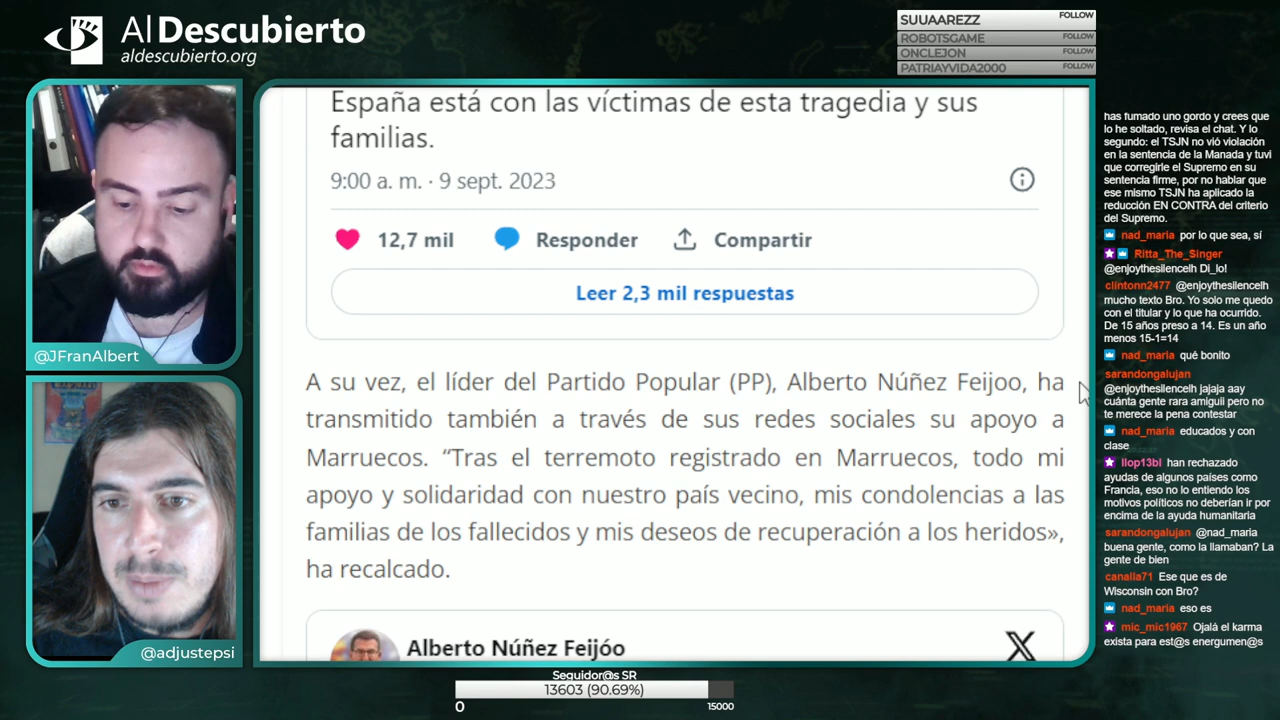 Al Descubierto
aldescubierto.org
SUUAAREZZ FOLLOW
ROBOTSGAME FOLLOW
ONCLEJON FOLLOW
PATRIAYVIDA2000 FOLLOW
@JFranAlbert
@adjustepsi
España está con las víctimas de esta tragedia y sus
familias.
9:00 a. m. · 9 sept. 2023
12,7 mil Responder Compartir
Leer 2,3 mil respuestas
A su vez, el líder del Partido Popular (PP), Alberto Núñez Feijoo, ha
transmitido también a través de sus redes sociales su apoyo a
Marruecos. “Tras el terremoto registrado en Marruecos, todo mi
apoyo y solidaridad con nuestro país vecino, mis condolencias a las
familias de los fallecidos y mis deseos de recuperación a los heridos»,
ha recalcado.
Alberto Núñez Feijóo
has fumado uno gordo y crees que
lo he soltado, revisa el chat. Y lo
segundo: el TSJN no vió violación
en la sentencia de la Manada y tuvi
que corregirle el Supremo en su
sentencia firme, por no hablar que
ese mismo TSJN ha aplicado la
reducción EN CONTRA del criterio
del Supremo.
nad_maria por lo que sea, sí
Ritta_The_Singer
@enjoythesilencelh Di_lo!
clintonn2477 @enjoythesilencelh
mucho texto Bro. Yo solo me quedo
con el titular y lo que ha ocurrido.
De 15 años preso a 14. Es un año
menos 15-1=14
nad_maria qué bonito
sarandongalujan
@enjoythesilencelh jajaja aay
cuánta gente rara amiguii pero no
te merece la pena contestar
nad_maria educados y con
clase
llop13bl han rechazado
ayudas de algunos países como
Francia, eso no lo entiendo los
motivos políticos no deberían ir por
encima de la ayuda humanitaria
sarandongalujan @nad_maria
buena gente, como la llamaban? La
gente de bien
canalla71 Ese que es de
Wisconsin con Bro?
nad_maria eso es
mic_mic1967 Ojalá el karma
exista para est@s energumen@s
Seguidor@s SR
13603 (90.69%)
0 15000